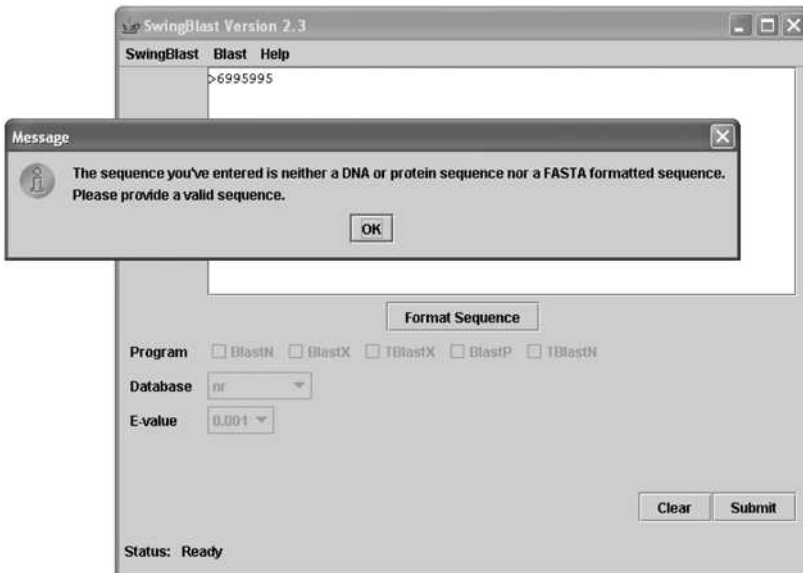 SwingBlast Version 2.3
SwingBlast Blast Help
>6995995
Message
The sequence you've entered is neither a DNA or protein sequence nor a FASTA formatted sequence.
Please provide a valid sequence.
OK
Format Sequence
Program BlastN BlastX TBlastX BlastP TBlastN
Database nr
E-value 0.001
Clear Submit
Status: Ready